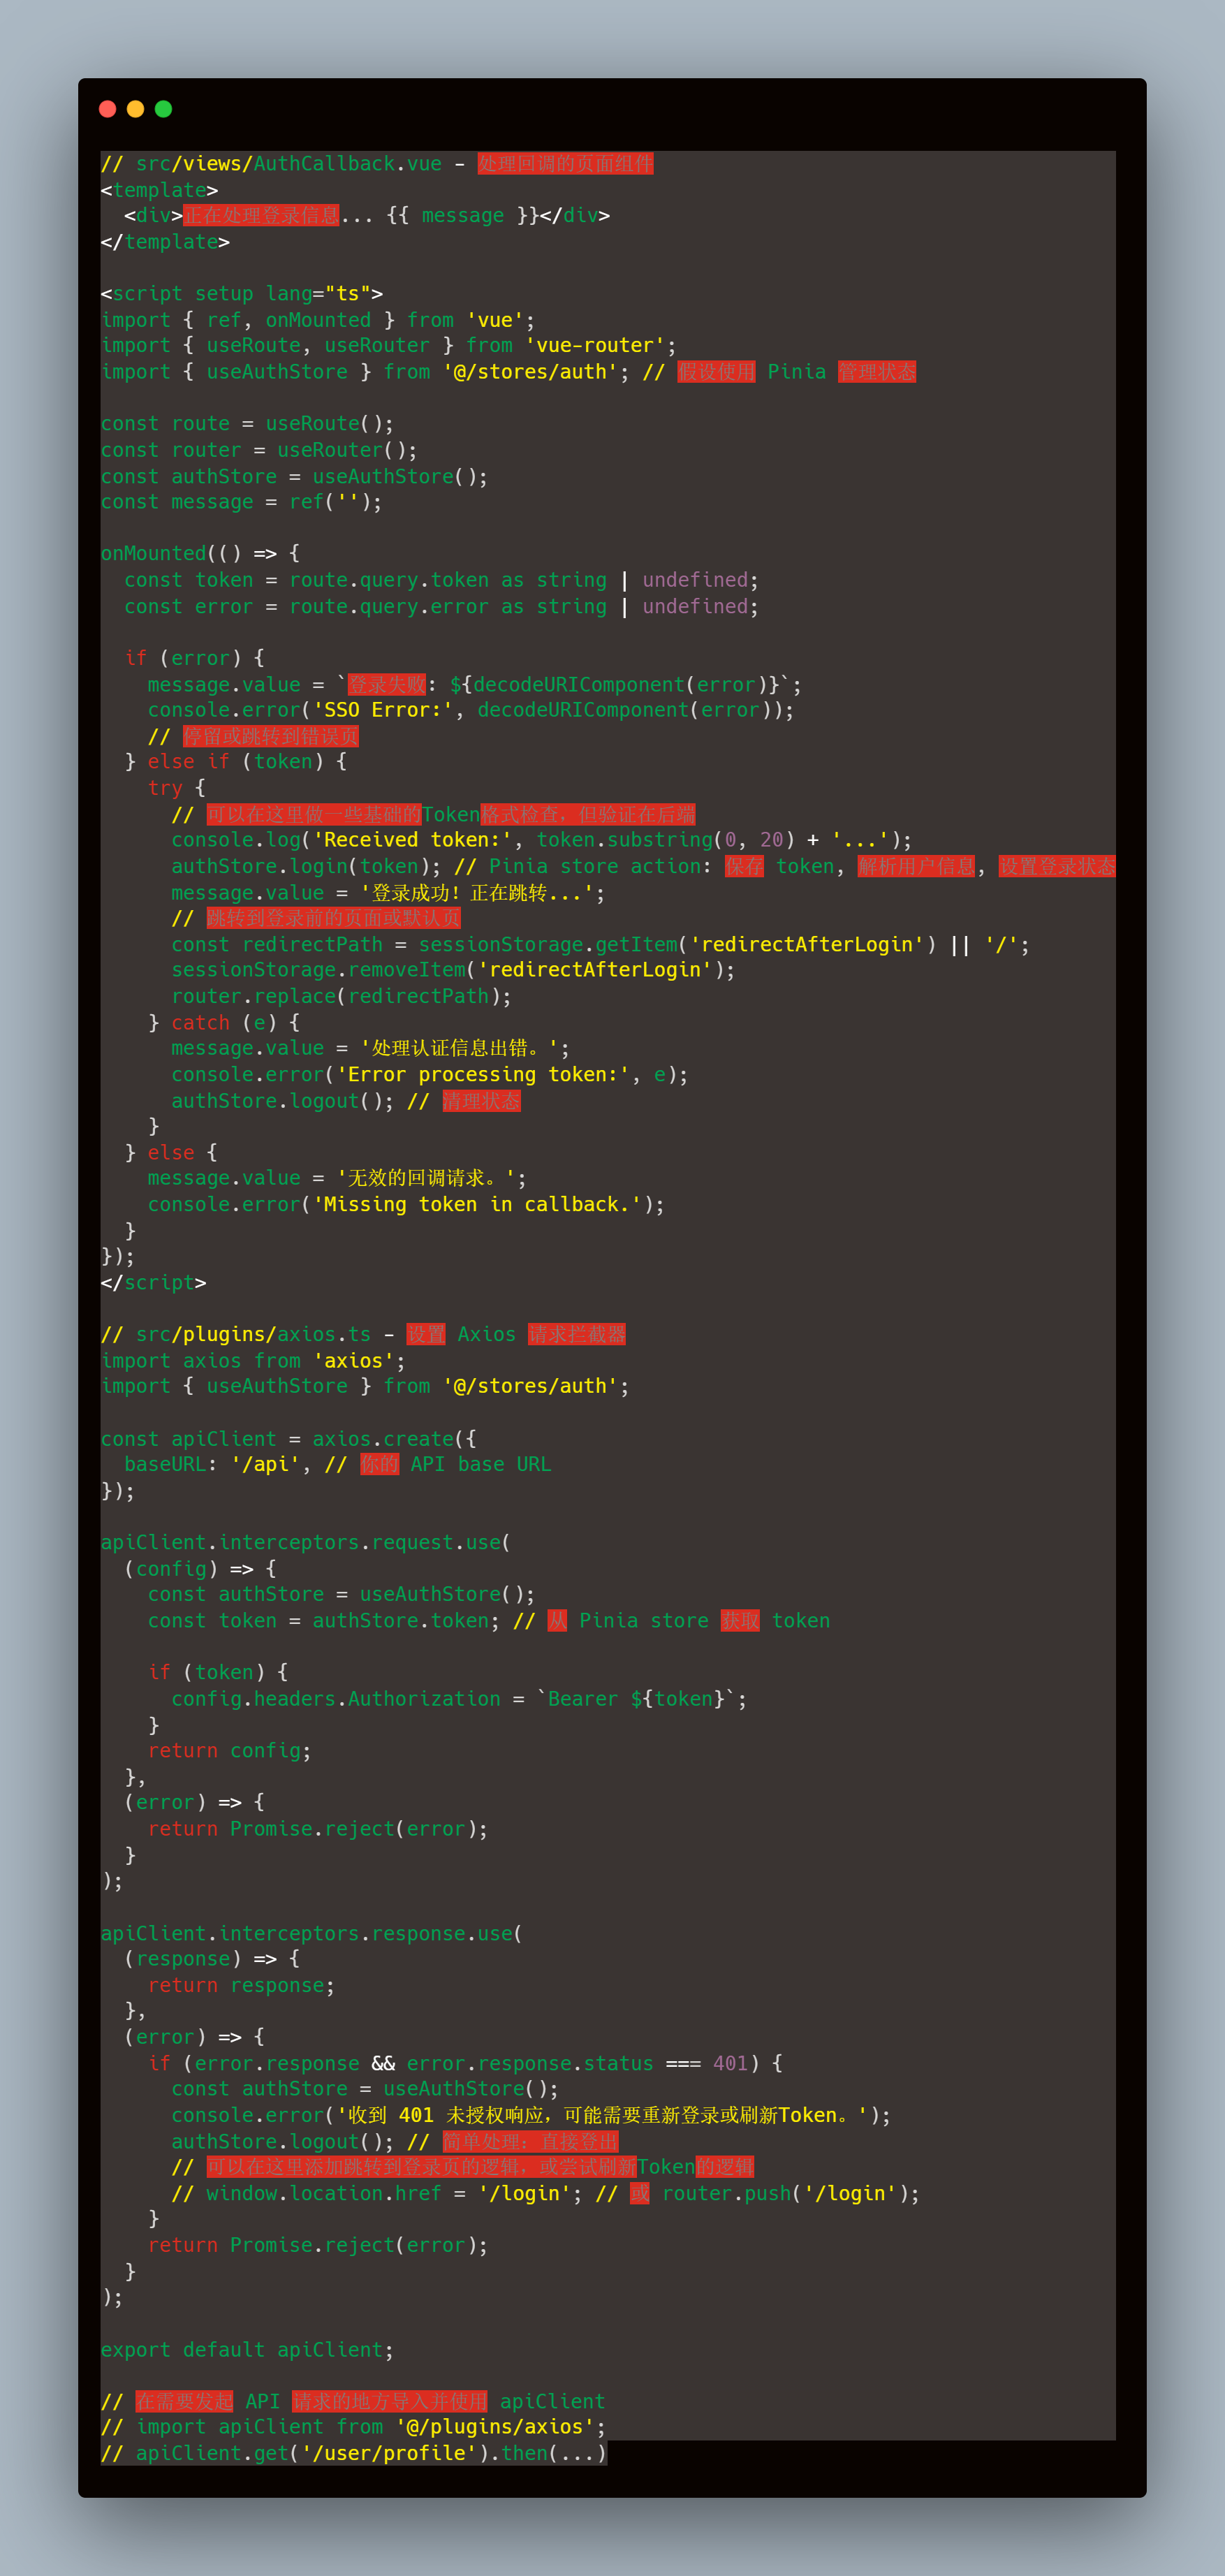 // src/views/AuthCallback.vue - 处理回调的页面组件
<template>
  <div>正在处理登录信息... {{ message }}</div>
</template>

<script setup lang="ts">
import { ref, onMounted } from 'vue';
import { useRoute, useRouter } from 'vue-router';
import { useAuthStore } from '@/stores/auth'; // 假设使用 Pinia 管理状态

const route = useRoute();
const router = useRouter();
const authStore = useAuthStore();
const message = ref('');

onMounted(() => {
  const token = route.query.token as string | undefined;
  const error = route.query.error as string | undefined;

  if (error) {
    message.value = `登录失败: ${decodeURIComponent(error)}`;
    console.error('SSO Error:', decodeURIComponent(error));
    // 停留或跳转到错误页
  } else if (token) {
    try {
      // 可以在这里做一些基础的Token格式检查，但验证在后端
      console.log('Received token:', token.substring(0, 20) + '...');
      authStore.login(token); // Pinia store action: 保存 token, 解析用户信息, 设置登录状态
      message.value = '登录成功！正在跳转...';
      // 跳转到登录前的页面或默认页
      const redirectPath = sessionStorage.getItem('redirectAfterLogin') || '/';
      sessionStorage.removeItem('redirectAfterLogin');
      router.replace(redirectPath);
    } catch (e) {
      message.value = '处理认证信息出错。';
      console.error('Error processing token:', e);
      authStore.logout(); // 清理状态
    }
  } else {
    message.value = '无效的回调请求。';
    console.error('Missing token in callback.');
  }
});
</script>

// src/plugins/axios.ts - 设置 Axios 请求拦截器
import axios from 'axios';
import { useAuthStore } from '@/stores/auth';

const apiClient = axios.create({
  baseURL: '/api', // 你的 API base URL
});

apiClient.interceptors.request.use(
  (config) => {
    const authStore = useAuthStore();
    const token = authStore.token; // 从 Pinia store 获取 token

    if (token) {
      config.headers.Authorization = `Bearer ${token}`;
    }
    return config;
  },
  (error) => {
    return Promise.reject(error);
  }
);

apiClient.interceptors.response.use(
  (response) => {
    return response;
  },
  (error) => {
    if (error.response && error.response.status === 401) {
      const authStore = useAuthStore();
      console.error('收到 401 未授权响应，可能需要重新登录或刷新Token。');
      authStore.logout(); // 简单处理：直接登出
      // 可以在这里添加跳转到登录页的逻辑，或尝试刷新Token的逻辑
      // window.location.href = '/login'; // 或 router.push('/login');
    }
    return Promise.reject(error);
  }
);

export default apiClient;

// 在需要发起 API 请求的地方导入并使用 apiClient
// import apiClient from '@/plugins/axios';
// apiClient.get('/user/profile').then(...)